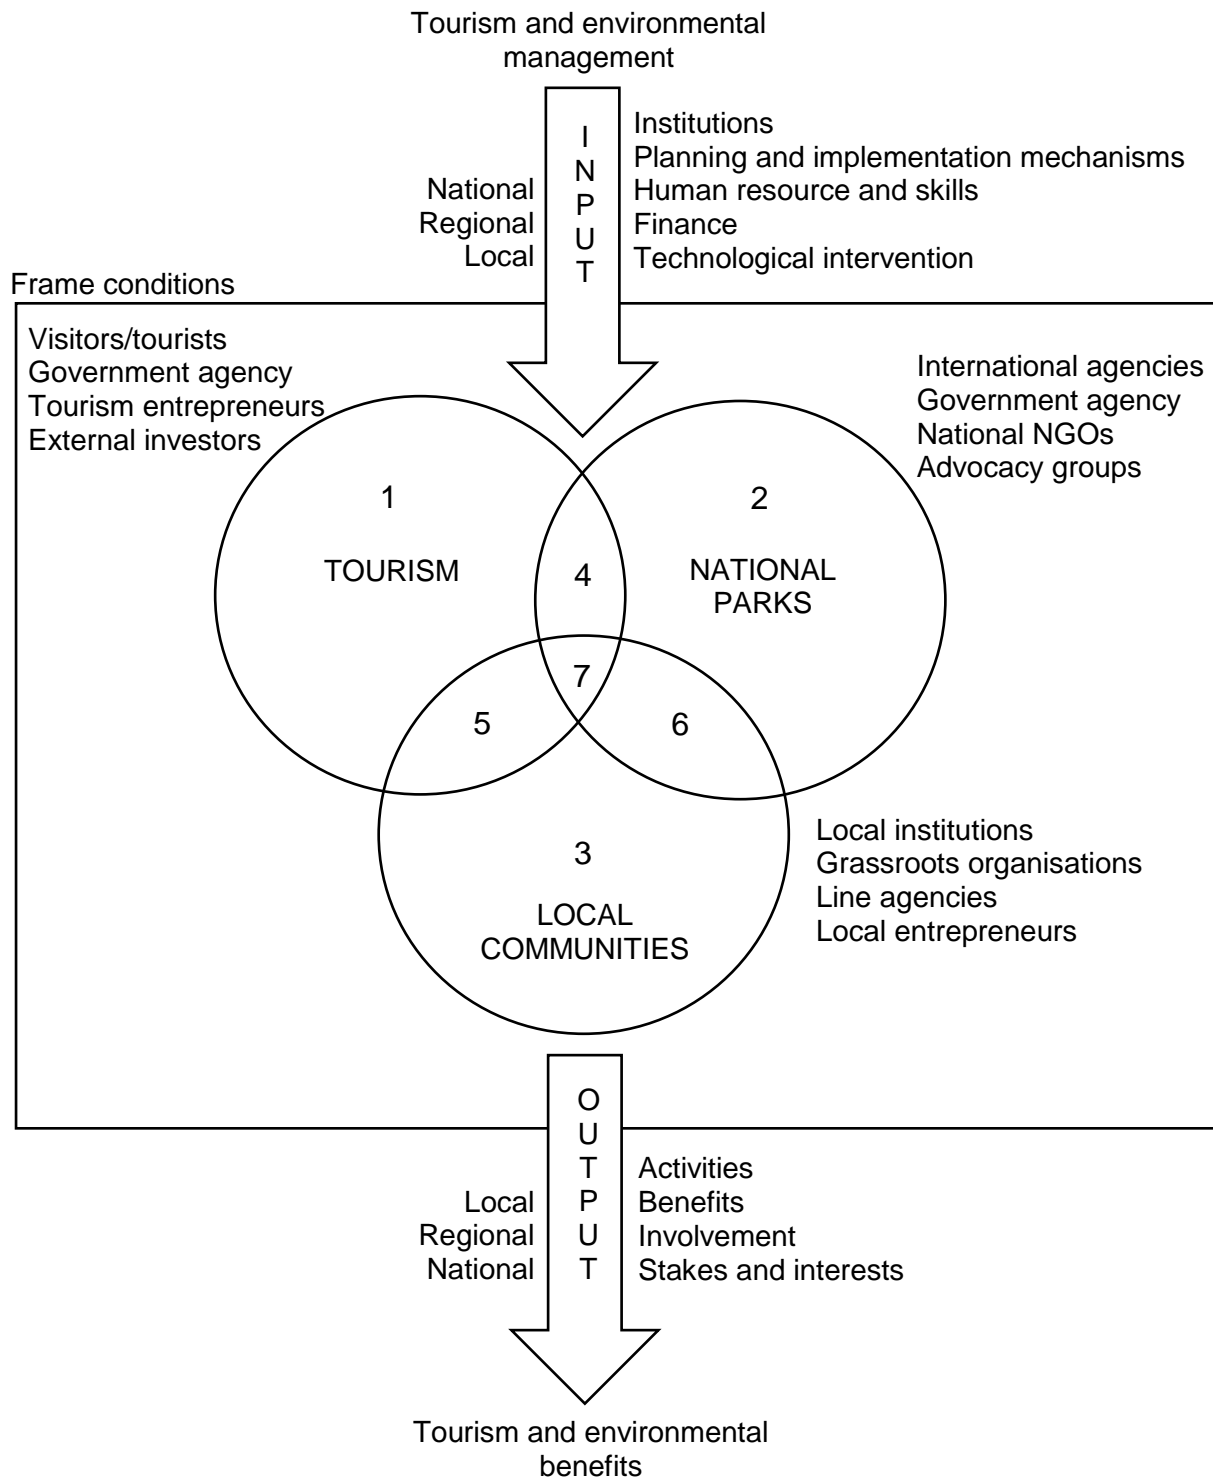 Tourism and environmental
management
INPUT
National
Regional
Local
Institutions
Planning and implementation mechanisms
Human resource and skills
Finance
Technological intervention
Frame conditions
Visitors/tourists
Government agency
Tourism entrepreneurs
External investors
International agencies
Government agency
National NGOs
Advocacy groups
1
TOURISM
2
NATIONAL
PARKS
4
7
5
6
3
LOCAL
COMMUNITIES
Local institutions
Grassroots organisations
Line agencies
Local entrepreneurs
OUTPUT
Local
Regional
National
Activities
Benefits
Involvement
Stakes and interests
Tourism and environmental
benefits